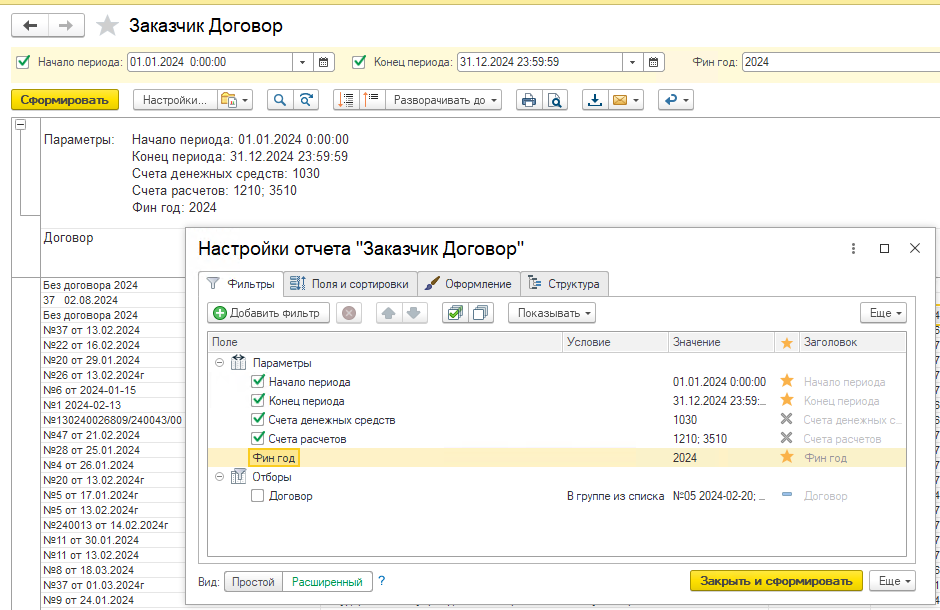 Заказчик Договор
Начало периода: 01.01.2024 0:00:00 Конец периода: 31.12.2024 23:59:59 Фин год: 2024
Сформировать Настройки... Разворачивать до
Параметры: Начало периода: 01.01.2024 0:00:00
Конец периода: 31.12.2024 23:59:59
Счета денежных средств: 1030
Счета расчетов: 1210; 3510
Фин год: 2024
Договор
Без договора 2024
37 02.08.2024
Без договора 2024
№37 от 13.02.2024
№22 от 16.02.2024
№20 от 29.01.2024
№26 от 13.02.2024г
№6 от 2024-01-15
№1 2024-02-13
№130240026809/240043/00
№47 от 21.02.2024
№28 от 25.01.2024
№4 от 26.01.2024
№20 от 13.02.2024г
№5 от 17.01.2024г
№5 от 13.02.2024г
№240013 от 14.02.2024г
№11 от 30.01.2024
№11 от 13.02.2024
№8 от 18.03.2024
№37 от 01.03.2024г
№9 от 24.01.2024
Настройки отчета "Заказчик Договор"
Фильтры Поля и сортировки Оформление Структура
Добавить фильтр Показывать Еще
Поле Условие Значение Заголовок
Параметры
Начало периода 01.01.2024 0:00:00 Начало периода
Конец периода 31.12.2024 23:59:... Конец периода
Счета денежных средств 1030 Счета денежных с...
Счета расчетов 1210; 3510 Счета расчетов
Фин год 2024 Фин год
Отборы
Договор В группе из списка №05 2024-02-20; ... Договор
Вид: Простой Расширенный ? Закрыть и сформировать Еще